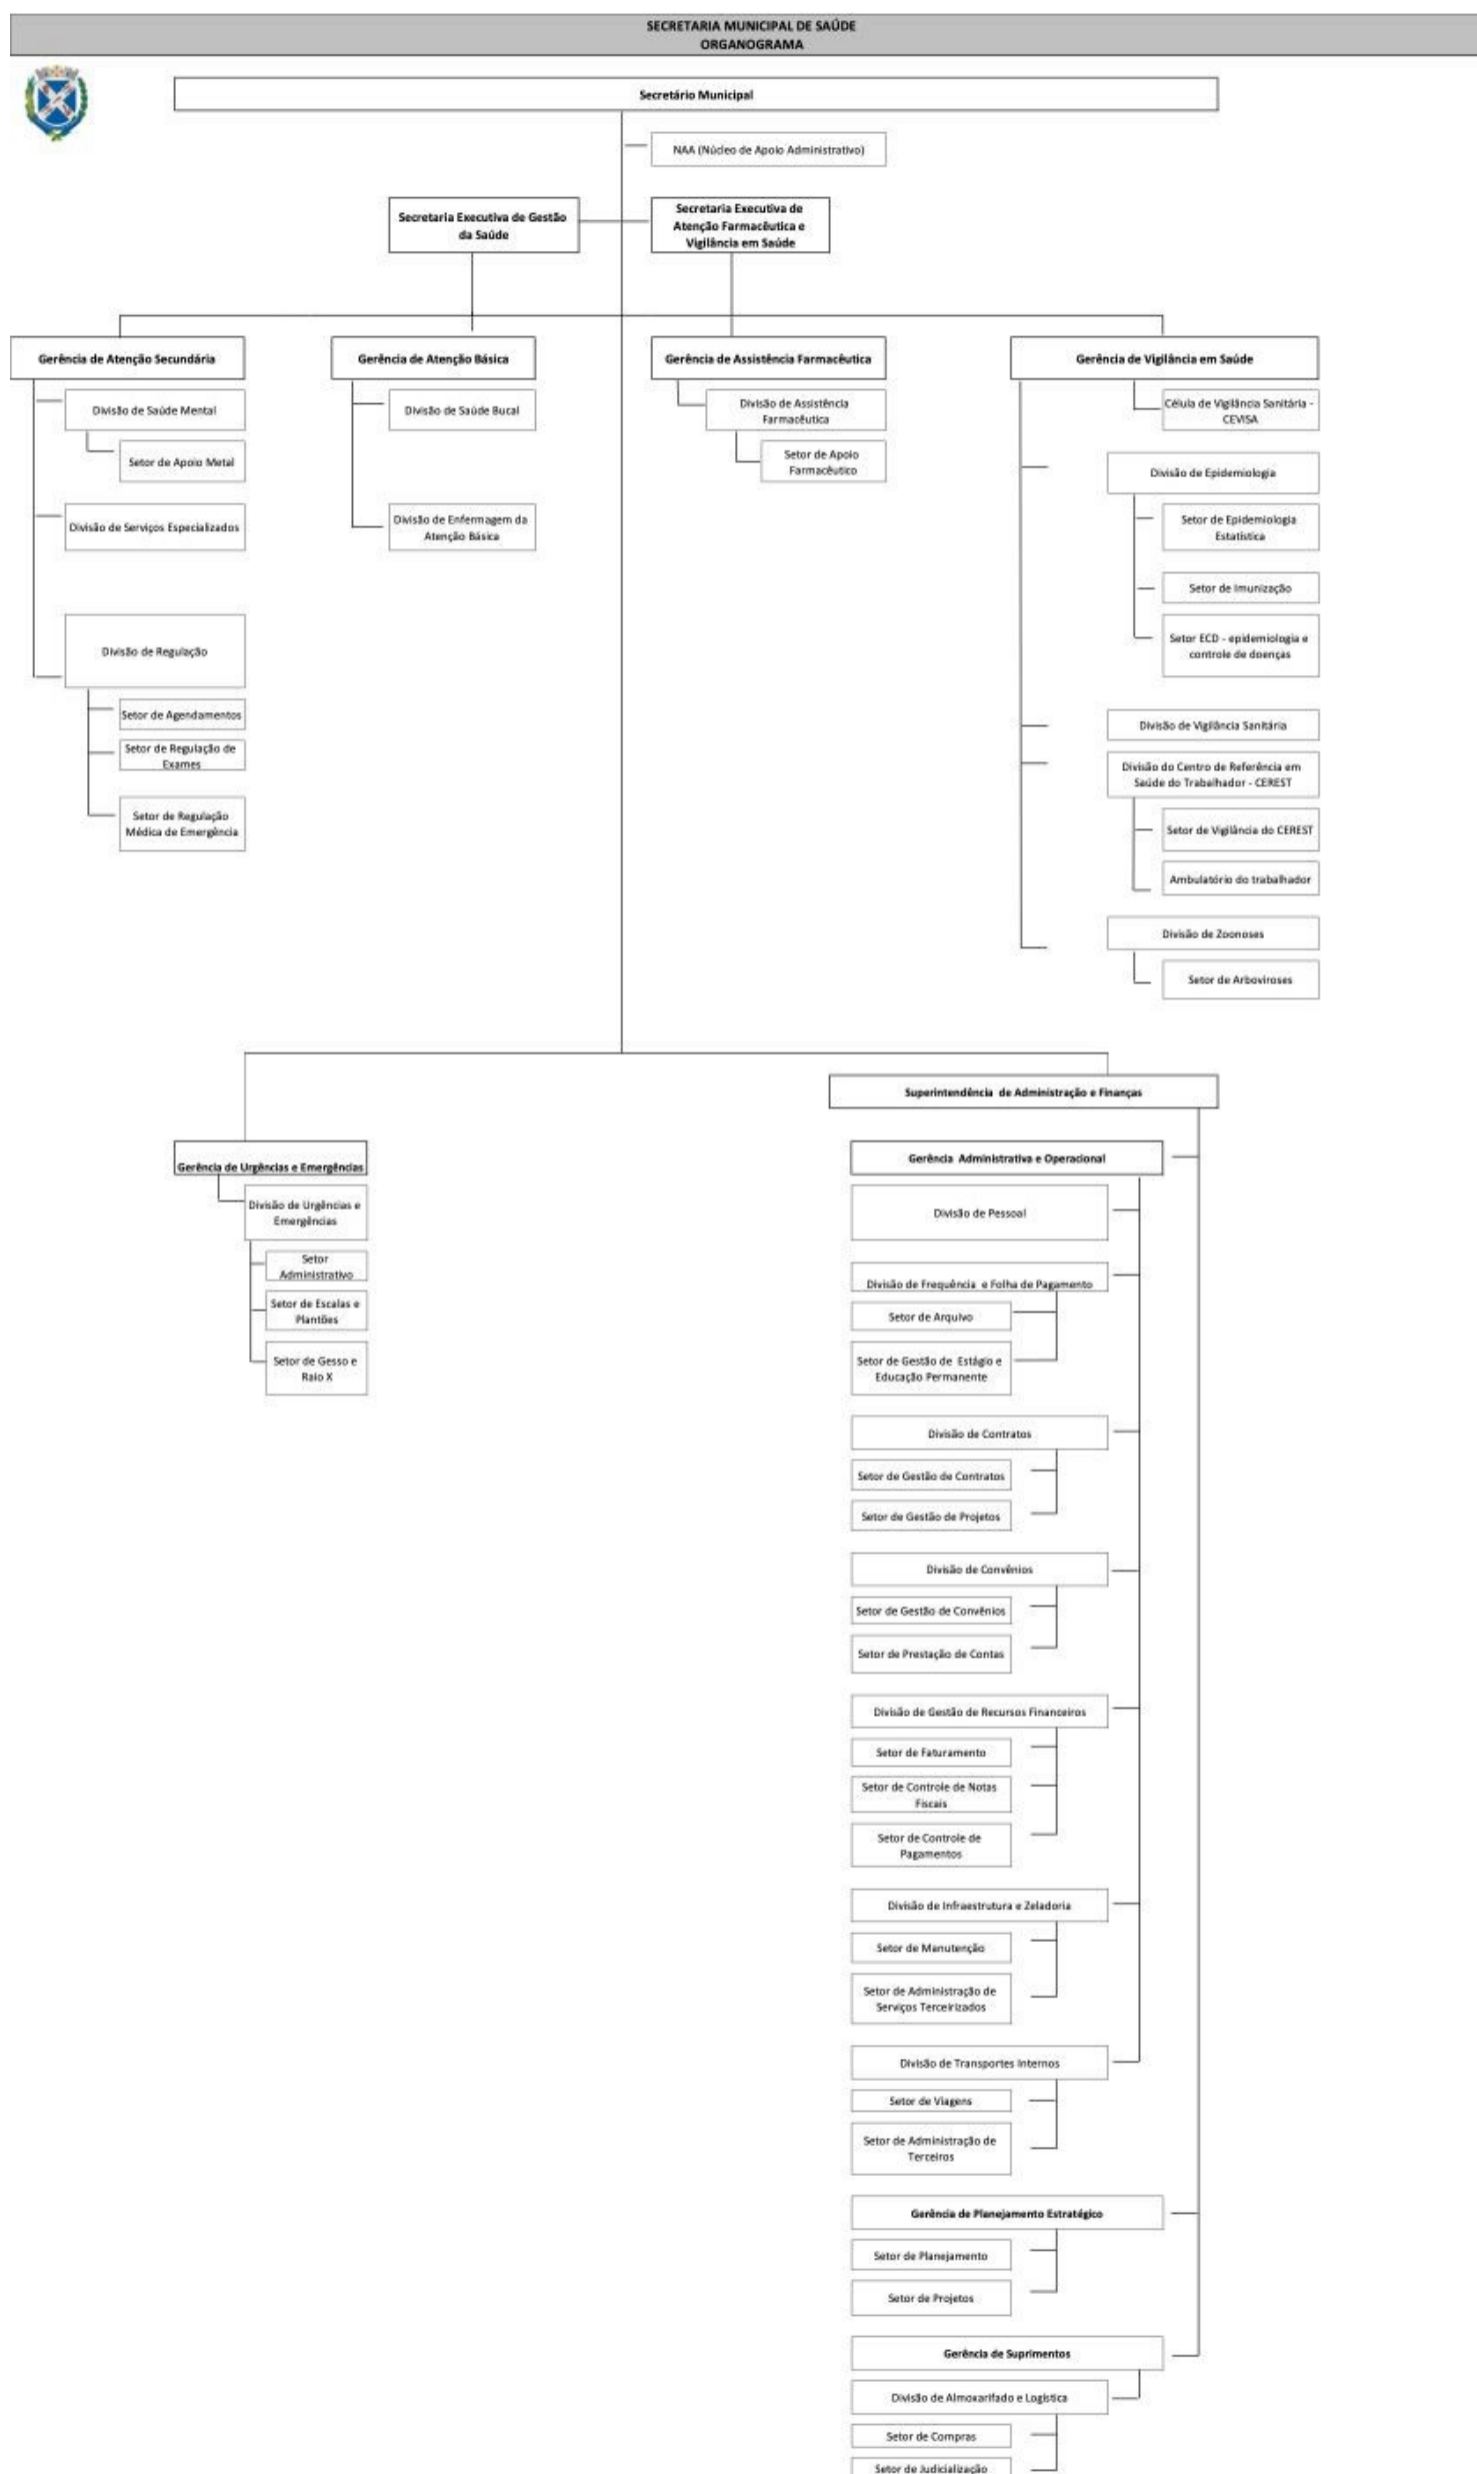 SECRETARIA MUNICIPAL DE SAÚDE
ORGANOGRAMA
Secretário Municipal
NAA (Núcleo de Apoio Administrativo)
Secretaria Executiva de Gestão
da Saúde
Secretaria Executiva de
Atenção Farmacêutica e
Vigilância em Saúde
Gerência de Atenção Secundária
Divisão de Saúde Mental
Setor de Apoio Metal
Divisão de Serviços Especializados
Divisão de Regulação
Setor de Agendamentos
Setor de Regulação de
Exames
Setor de Regulação
Médica de Emergência
Gerência de Atenção Básica
Divisão de Saúde Bucal
Divisão de Enfermagem da
Atenção Básica
Gerência de Assistência Farmacêutica
Divisão de Assistência
Farmacêutica
Setor de Apoio
Farmacêutico
Gerência de Vigilância em Saúde
Célula de Vigilância Sanitária -
CEVISA
Divisão de Epidemiologia
Setor de Epidemiologia
Estatística
Setor de Imunização
Setor ECD - epidemiologia e
controle de doenças
Divisão de Vigilância Sanitária
Divisão do Centro de Referência em
Saúde do Trabalhador - CEREST
Setor de Vigilância do CEREST
Ambulatório do trabalhador
Divisão de Zoonoses
Setor de Arboviroses
Gerência de Urgências e Emergências
Divisão de Urgências e
Emergências
Setor
Administrativo
Setor de Escalas e
Plantões
Setor de Gesso e
Raio X
Superintendência de Administração e Finanças
Gerência Administrativa e Operacional
Divisão de Pessoal
Divisão de Frequência e Folha de Pagamento
Setor de Arquivo
Setor de Gestão de Estágio e
Educação Permanente
Divisão de Contratos
Setor de Gestão de Contratos
Setor de Gestão de Projetos
Divisão de Convênios
Setor de Gestão de Convênios
Setor de Prestação de Contas
Divisão de Gestão de Recursos Financeiros
Setor de Faturamento
Setor de Controle de Notas
Fiscais
Setor de Controle de
Pagamentos
Divisão de Infraestrutura e Zeladoria
Setor de Manutenção
Setor de Administração de
Serviços Terceirizados
Divisão de Transportes Internos
Setor de Viagens
Setor de Administração de
Terceiros
Gerência de Planejamento Estratégico
Setor de Planejamento
Setor de Projetos
Gerência de Suprimentos
Divisão de Almoxarifado e Logística
Setor de Compras
Setor de Judicialização